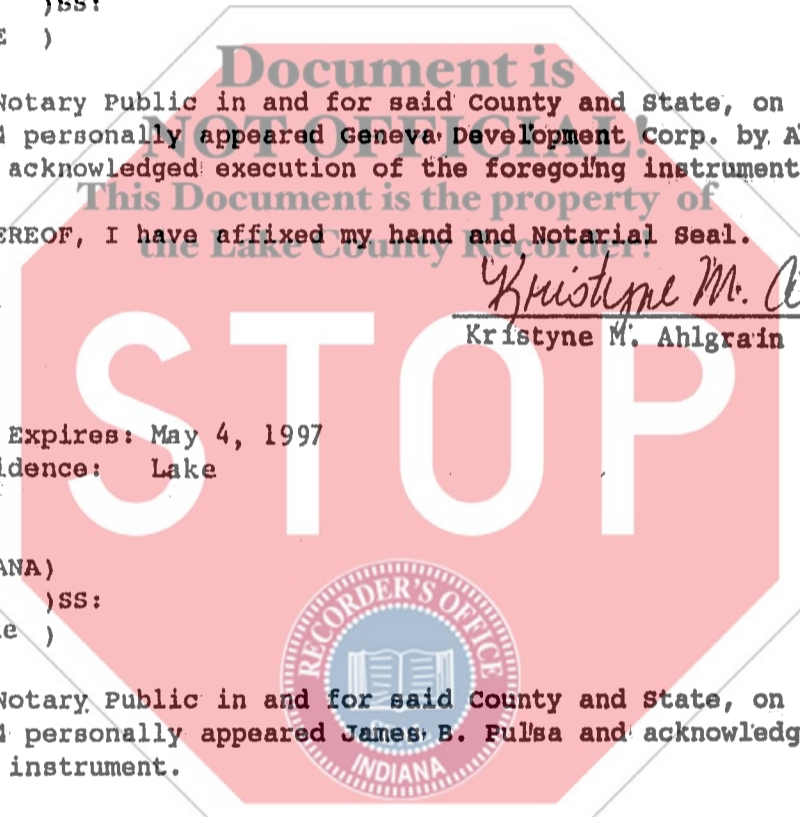 )SS:
E )
Document is
Notary Public in and for said County and State, on
NOT OFFICIAL!
d personally appeared Geneva Development Corp. by A
acknowledged execution of the foregoing instrument
This Document is the property of
EREOF, I have affixed my hand and Notarial Seal.
the Lake County Recorder!
Kristyne M.
Kristyne M. Ahlgrain
STOP
Expires: May 4, 1997
idence: Lake
ANA)
)SS:
e )
RECORDER'S OFFICE
Notary Public in and for said County and State, on
d personally appeared James B. Pulsa and acknowledg
instrument.
INDIANA